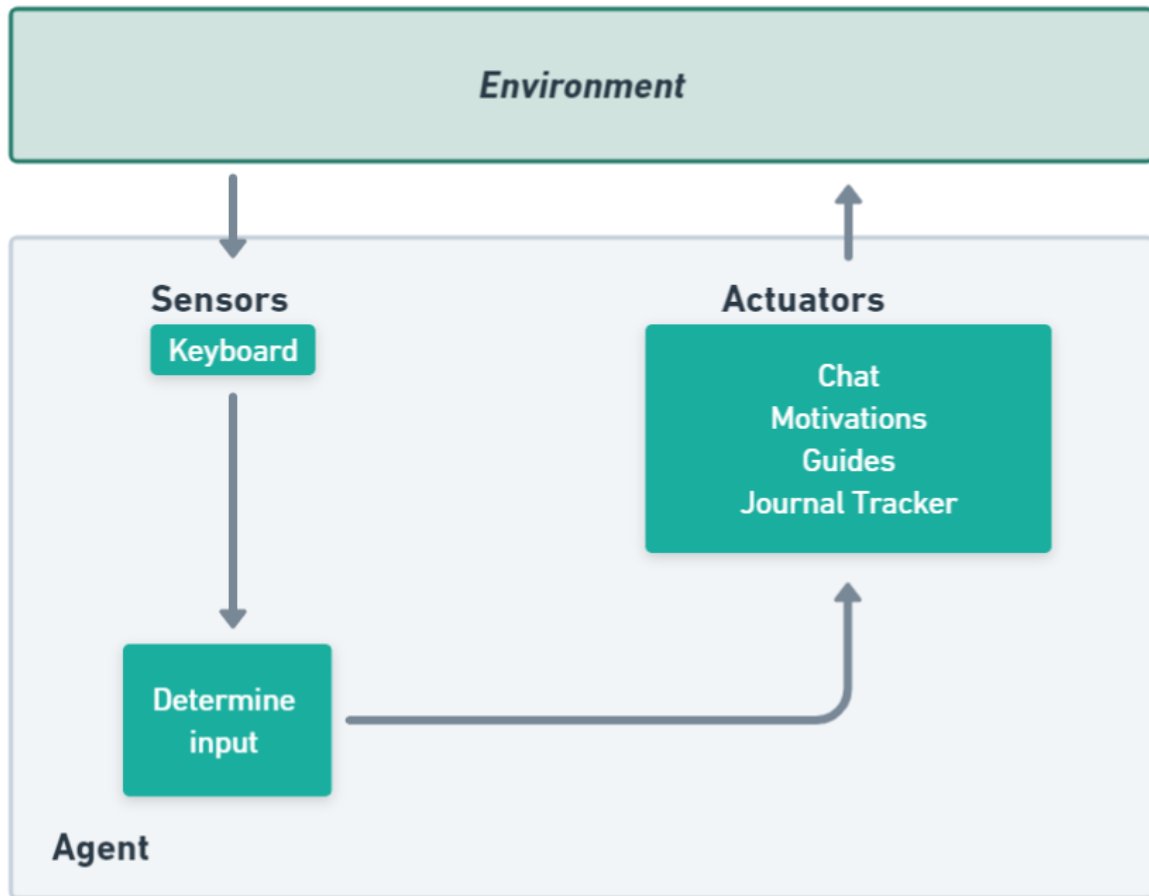 Environment
Sensors
Keyboard
Actuators
Chat
Motivations
Guides
Journal Tracker
Determine
input
Agent